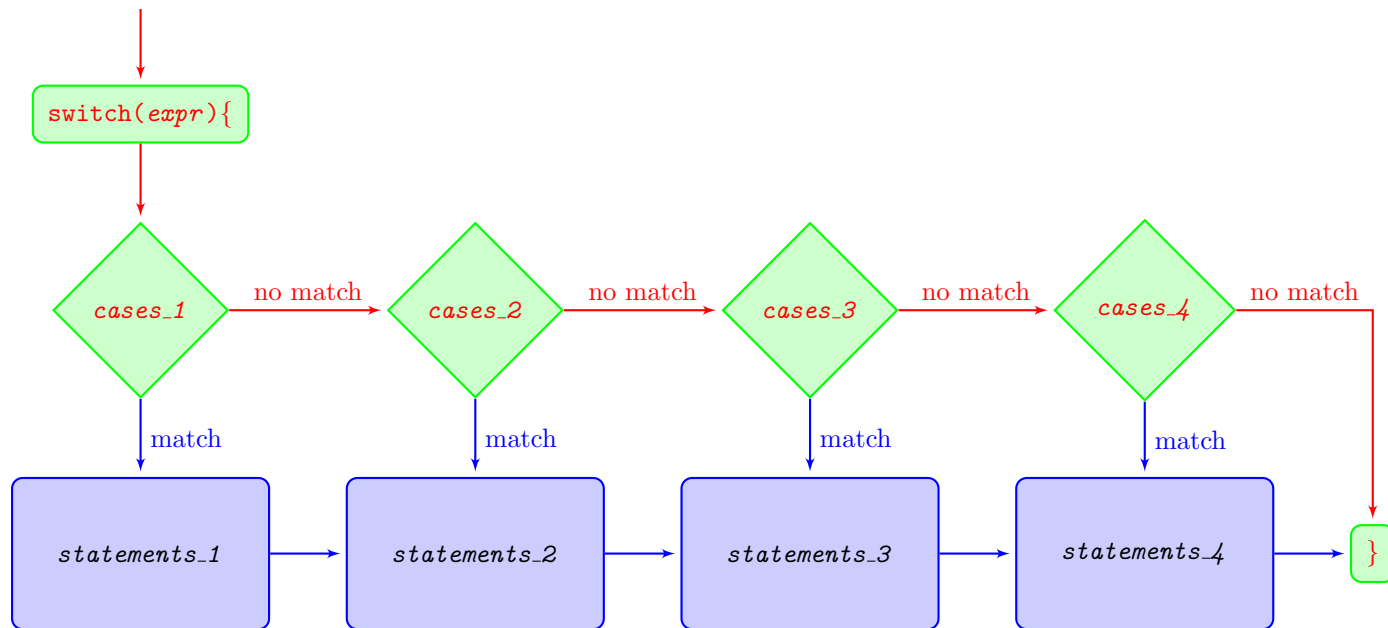 switch(expr){
no match
no match
no match
no match
cases_1
cases_2
cases_3
cases_4
match
match
match
match
statements_1
statements_2
statements_3
statements_4
}